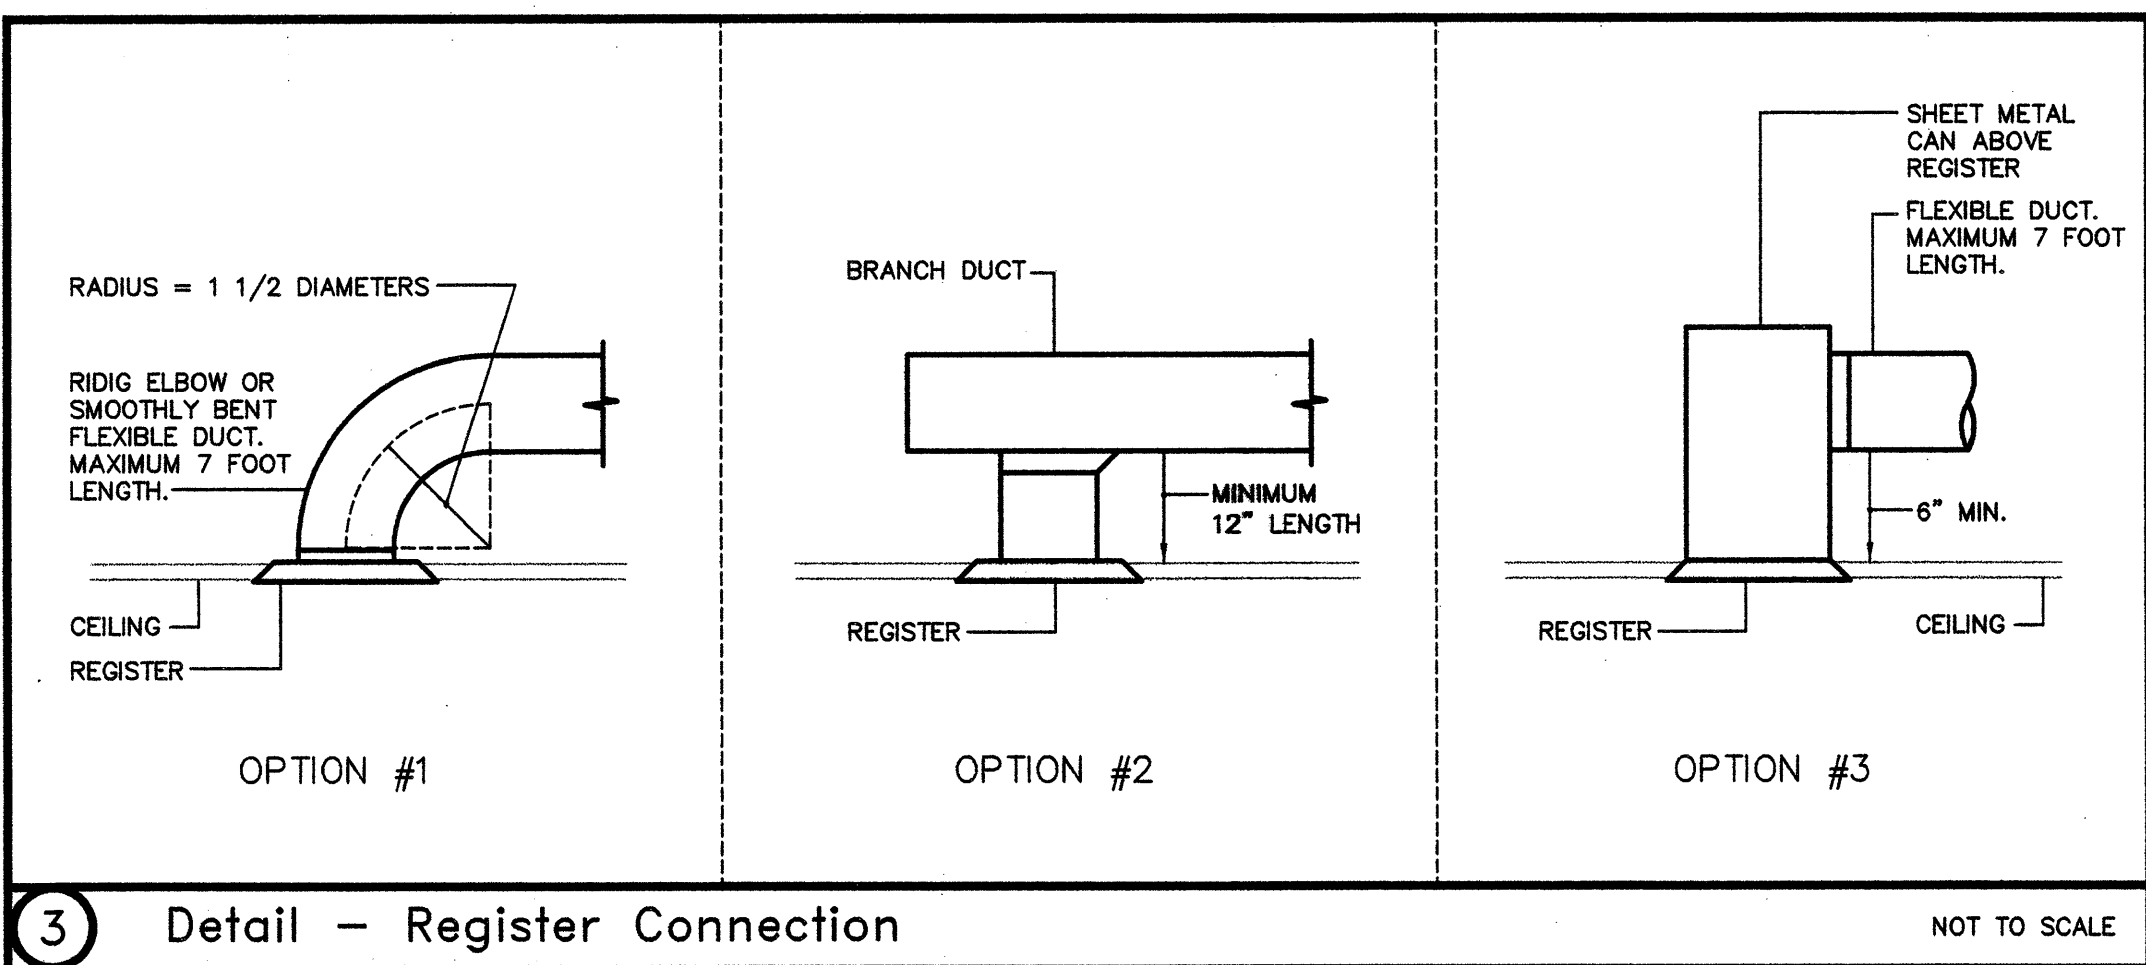 RADIUS = 1 1/2 DIAMETERS
RIDIG ELBOW OR
SMOOTHLY BENT
FLEXIBLE DUCT.
MAXIMUM 7 FOOT
LENGTH.
CEILING
REGISTER
OPTION #1
BRANCH DUCT
MINIMUM
12" LENGTH
REGISTER
OPTION #2
SHEET METAL
CAN ABOVE
REGISTER
FLEXIBLE DUCT.
MAXIMUM 7 FOOT
LENGTH.
6" MIN.
REGISTER
CEILING
OPTION #3
3 Detail - Register Connection
NOT TO SCALE